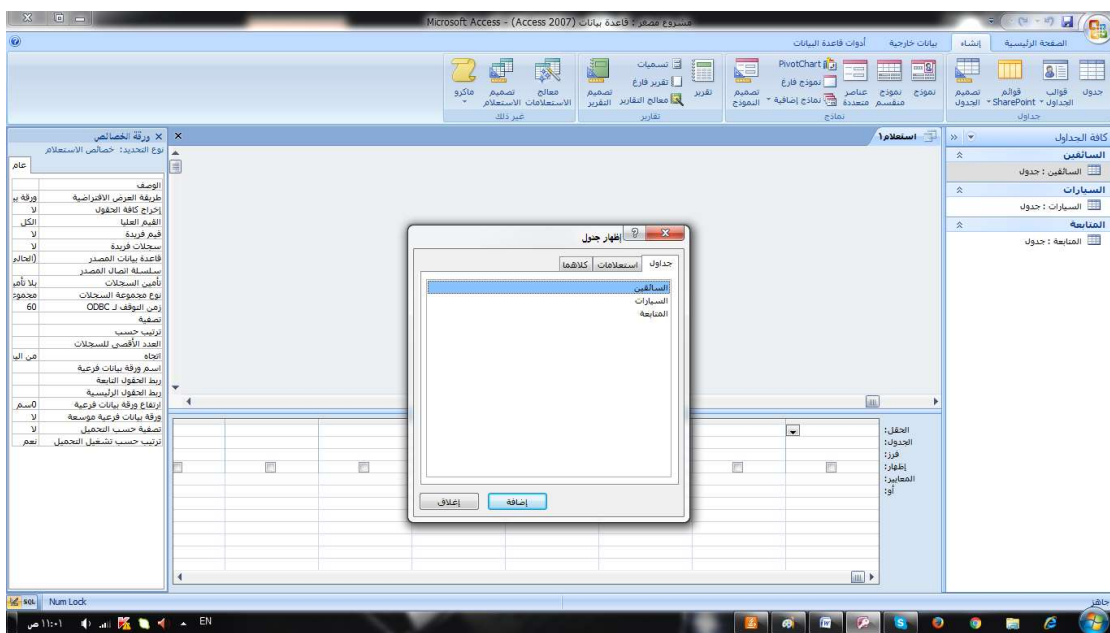 مشروع مصغر : قاعدة بيانات (Access 2007) - Microsoft Access
الصفحة الرئيسية
إنشاء
بيانات خارجية
أدوات قاعدة البيانات
جدول
قوالب الجداول
قوائم SharePoint
تصميم الجدول
جداول
نموذج
نموذج منقسم
عناصر متعددة
PivotChart
نموذج فارغ
نماذج إضافية
تصميم النموذج
نماذج
تقرير
تسميات
تقرير فارغ
معالج التقارير
تصميم التقرير
تقارير
معالج الاستعلامات
تصميم الاستعلام
ماكرو
غير ذلك
كافة الجداول
السائقين
السائقين : جدول
السيارات
السيارات : جدول
المتابعة
المتابعة : جدول
استعلام١
إظهار جدول
جداول
استعلامات
كلاهما
السائقين
السيارات
المتابعة
إضافة
إغلاق
الحقل:
الجدول:
فرز:
إظهار:
المعايير:
أو:
ورقة الخصائص
نوع التحديد: خصائص الاستعلام
عام
الوصف
طريقة العرض الافتراضية ورقة
إخراج كافة الحقول لا
القيم العليا الكل
قيم فريدة لا
سجلات فريدة لا
قاعدة بيانات المصدر
سلسلة اتصال المصدر
تأمين السجلات بلا
نوع مجموعة السجلات
زمن التوقف لـ ODBC 60
تصفية
ترتيب حسب
العدد الأقصى للسجلات
اتجاه من
اسم ورقة بيانات فرعية
ربط الحقول التابعة
ربط الحقول الرئيسية
ارتفاع ورقة بيانات فرعية 0سم
ورقة بيانات فرعية موسعة لا
تصفية حسب التحميل لا
ترتيب حسب تشغيل التحميل نعم
جاهز
Num Lock
SQL
EN
١١:٠١ ص